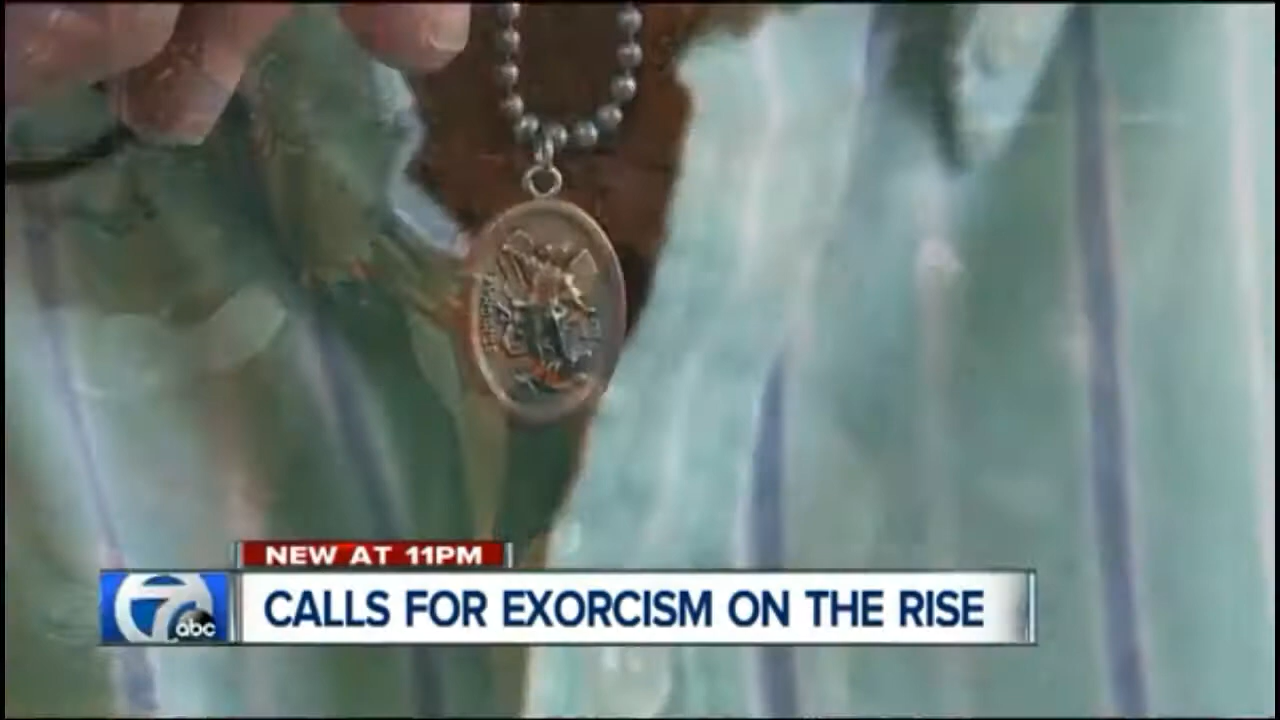 NEW AT 11PM
7 abc
CALLS FOR EXORCISM ON THE RISE